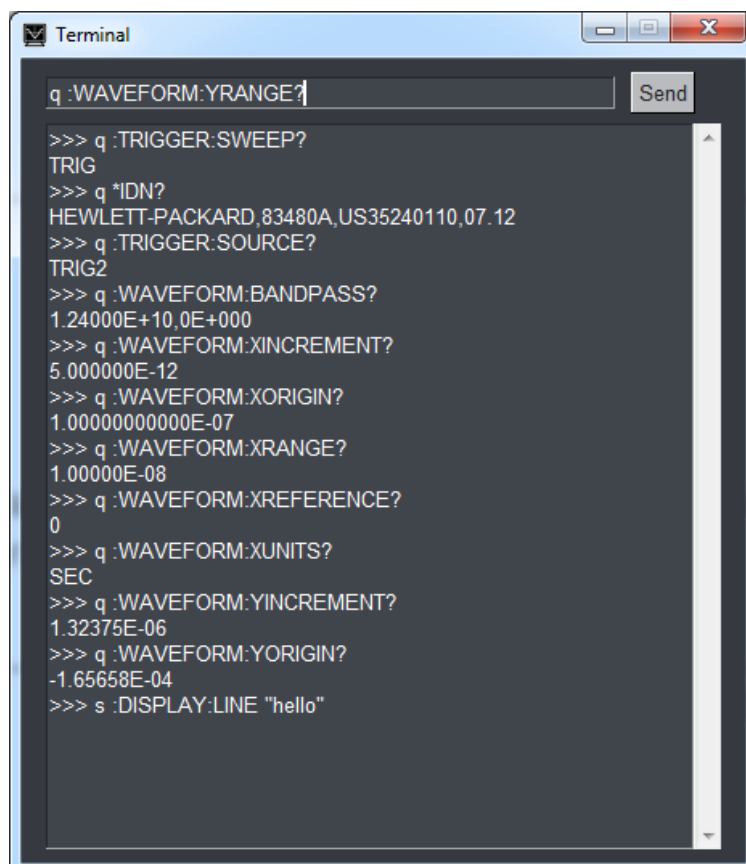 Terminal
q :WAVEFORM:YRANGE?
Send
>>> q :TRIGGER:SWEEP?
TRIG
>>> q *IDN?
HEWLETT-PACKARD,83480A,US35240110,07.12
>>> q :TRIGGER:SOURCE?
TRIG2
>>> q :WAVEFORM:BANDPASS?
1.24000E+10,0E+000
>>> q :WAVEFORM:XINCREMENT?
5.000000E-12
>>> q :WAVEFORM:XORIGIN?
1.00000000000E-07
>>> q :WAVEFORM:XRANGE?
1.00000E-08
>>> q :WAVEFORM:XREFERENCE?
0
>>> q :WAVEFORM:XUNITS?
SEC
>>> q :WAVEFORM:YINCREMENT?
1.32375E-06
>>> q :WAVEFORM:YORIGIN?
-1.65658E-04
>>> s :DISPLAY:LINE "hello"